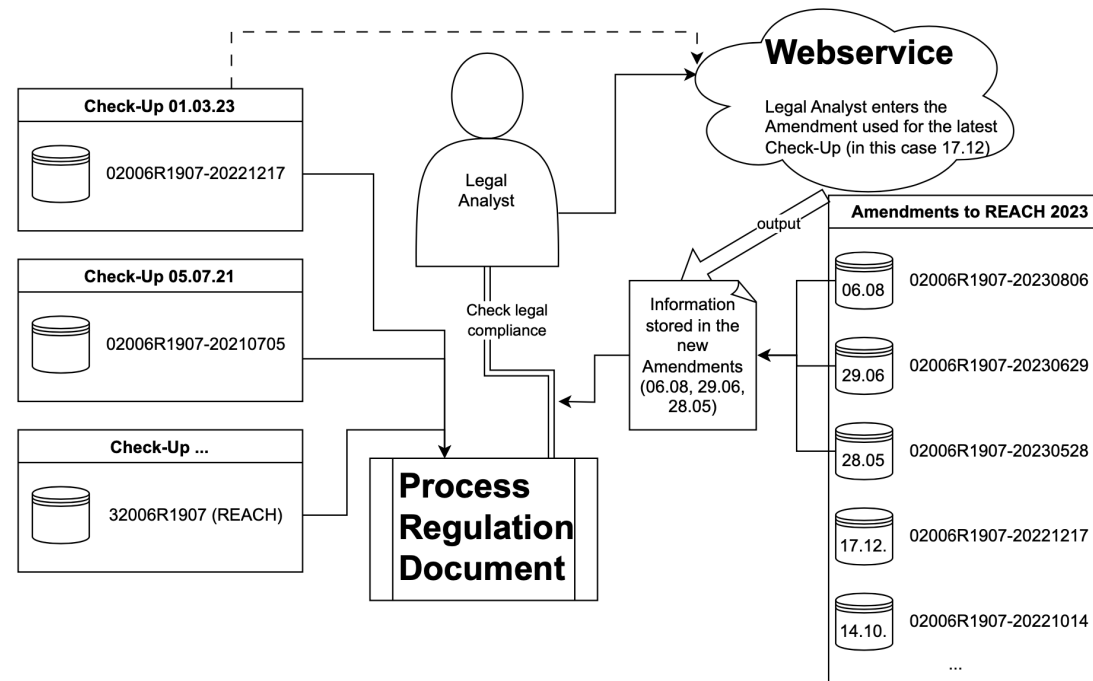 Check-Up 01.03.23
02006R1907-20221217
Check-Up 05.07.21
02006R1907-20210705
Check-Up ...
32006R1907 (REACH)
Legal
Analyst
Check legal
compliance
Process
Regulation
Document
Webservice
Legal Analyst enters the
Amendment used for the latest
Check-Up (in this case 17.12)
output
Information
stored in the
new
Amendments
(06.08, 29.06,
28.05)
Amendments to REACH 2023
06.08 02006R1907-20230806
29.06 02006R1907-20230629
28.05 02006R1907-20230528
17.12. 02006R1907-20221217
14.10. 02006R1907-20221014
...